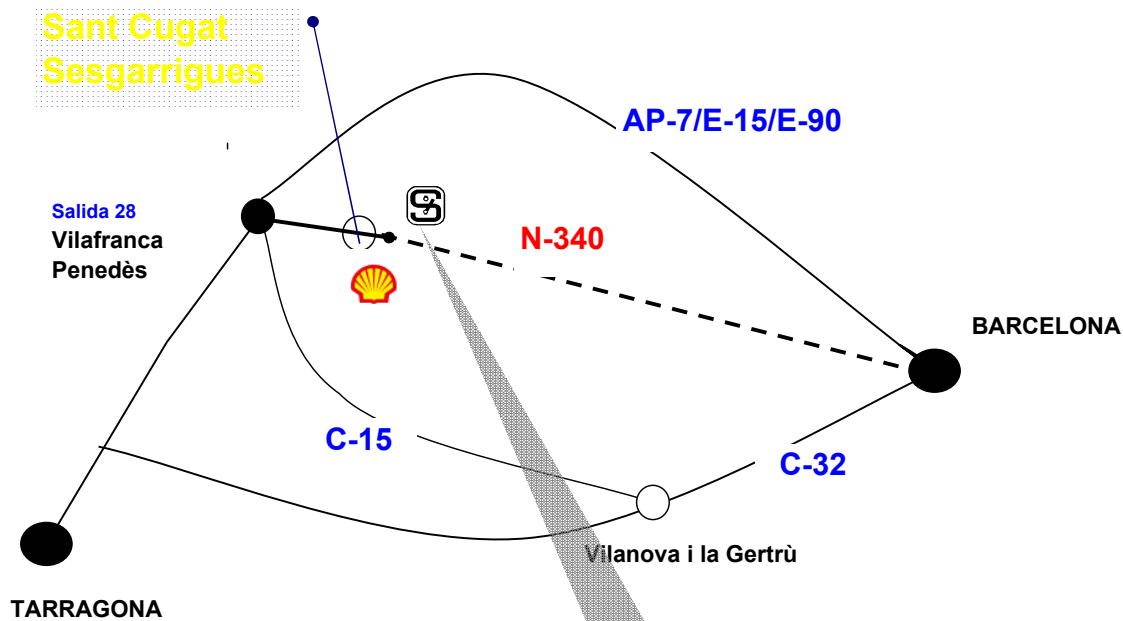 Sant Cugat
Sesgarrigues
AP-7/E-15/E-90
Salida 28
Vilafranca
Penedès
N-340
BARCELONA
C-15
C-32
Vilanova i la Gertrù
TARRAGONA